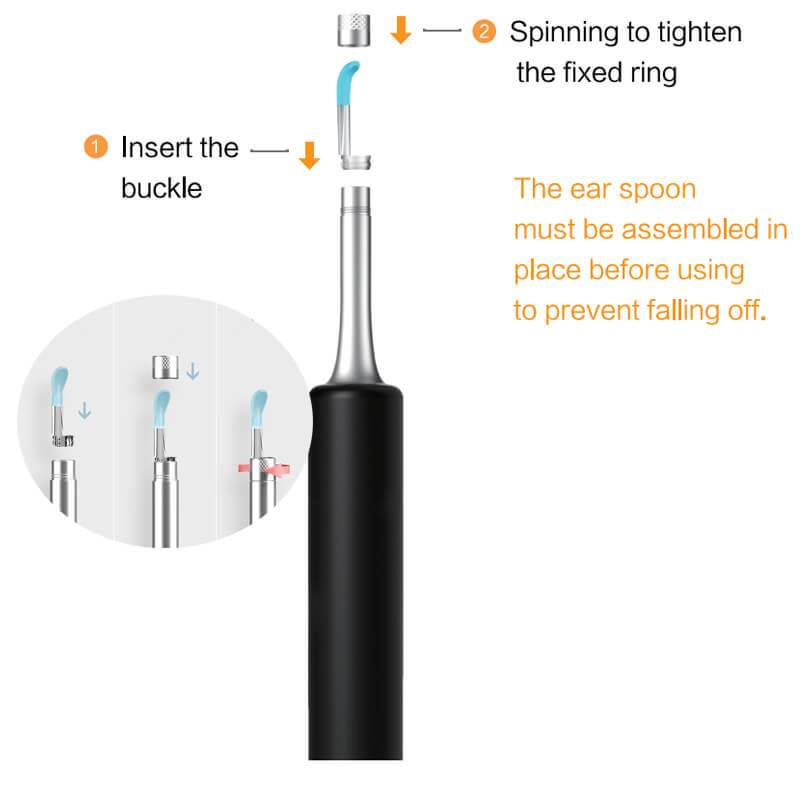 2 Spinning to tighten
the fixed ring
1 Insert the
buckle
The ear spoon
must be assembled in
place before using
to prevent falling off.